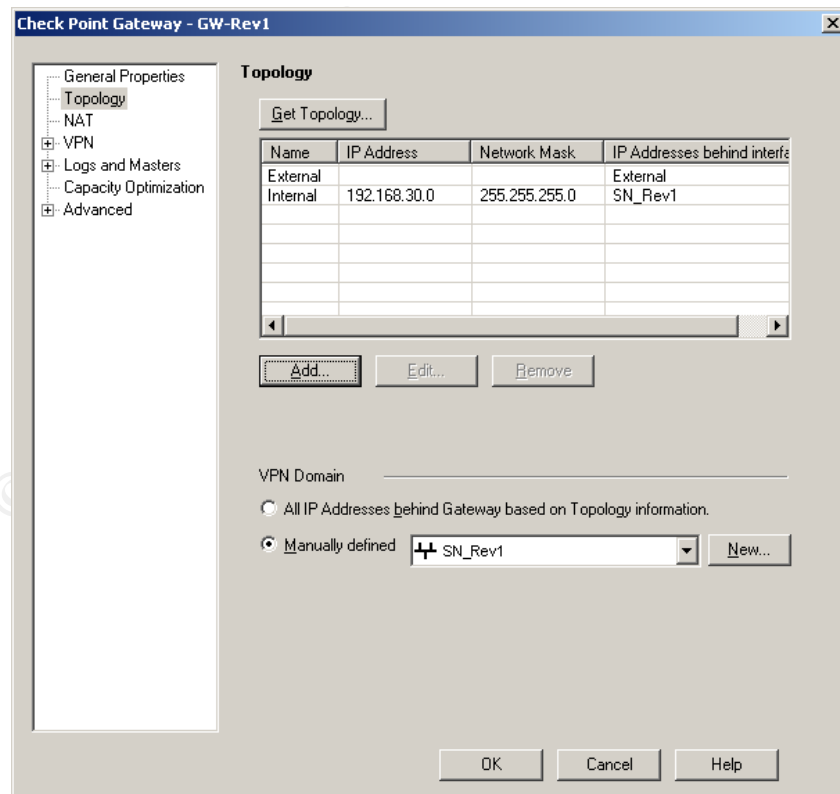 Check Point Gateway - GW-Rev1
General Properties
Topology
NAT
VPN
Logs and Masters
Capacity Optimization
Advanced
Topology
Get Topology...
Name IP Address Network Mask IP Addresses behind interfa
External External
Internal 192.168.30.0 255.255.255.0 SN_Rev1
Add... Edit... Remove
VPN Domain
All IP Addresses behind Gateway based on Topology information.
Manually defined SN_Rev1 New...
OK Cancel Help